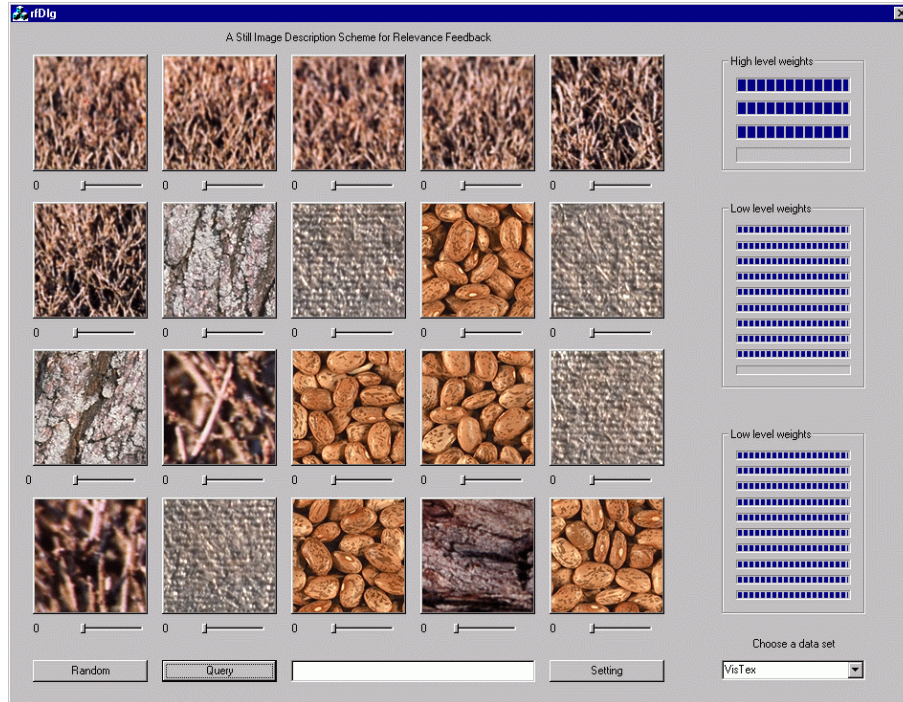 rfDlg
A Still Image Description Scheme for Relevance Feedback
High level weights
0 0 0 0 0
Low level weights
0 0 0 0 0
0 0 0 0 0
Low level weights
0 0 0 0 0
Choose a data set
Random Query Setting VisTex